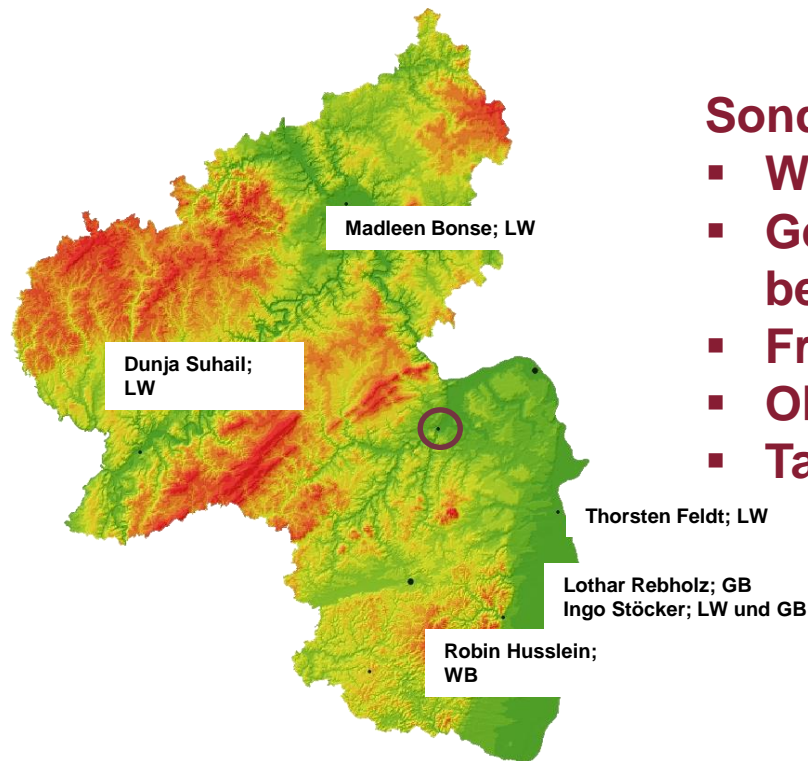 Madleen Bonse; LW
Dunja Suhail;
LW
Thorsten Feldt; LW
Lothar Rebholz; GB
Ingo Stöcker; LW und GB
Robin Husslein;
WB